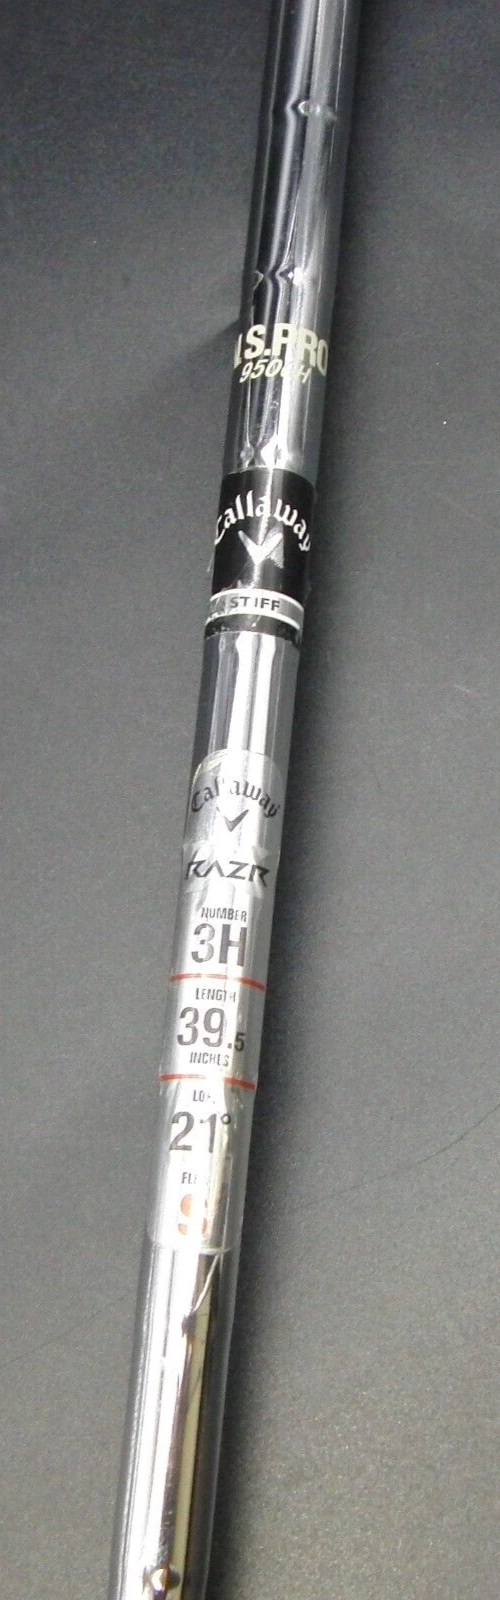 S.PRO
950GH
Callaway
STIFF
Callaway
RAZR
NUMBER
3H
LENGTH
39.5
INCHES
21°
S